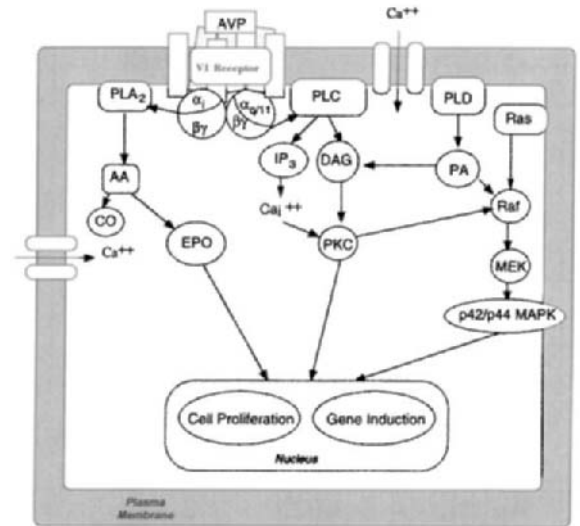 AVP
Ca++
V1 Receptor
PLA2
αi
βγ
αq/11
βγ
PLC
PLD
Ras
IP3
DAG
PA
AA
Raf
CO
Cai ++
Ca++
EPO
PKC
MEK
p42/p44 MAPK
Cell Proliferation
Gene Induction
Nucleus
Plasma
Membrane